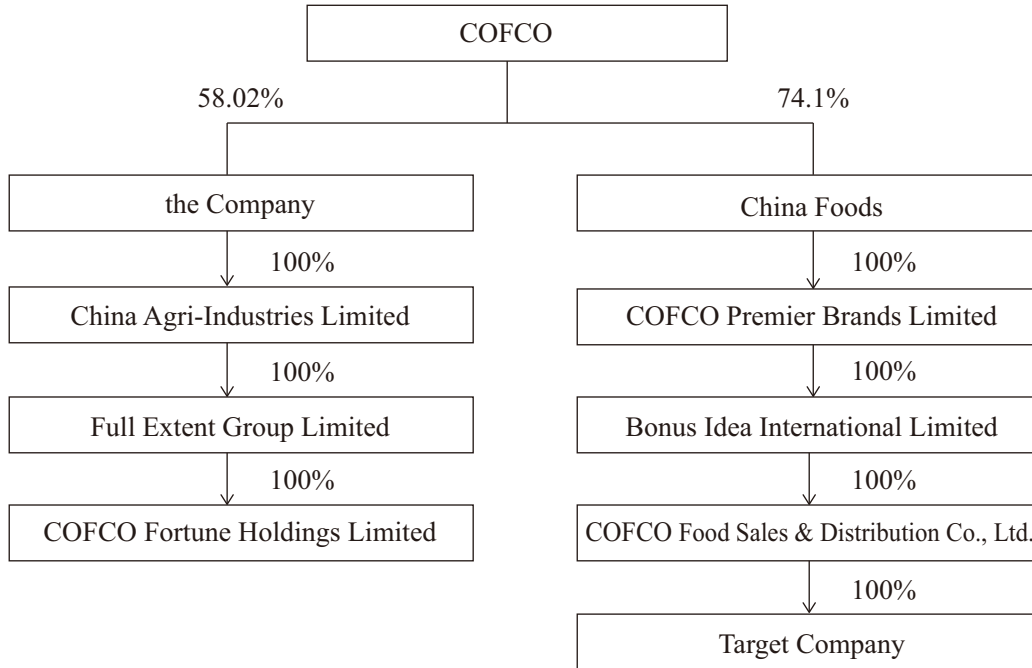 COFCO
58.02%
74.1%
the Company
China Foods
100%
100%
China Agri-Industries Limited
COFCO Premier Brands Limited
100%
100%
Full Extent Group Limited
Bonus Idea International Limited
100%
100%
COFCO Fortune Holdings Limited
COFCO Food Sales & Distribution Co., Ltd.
100%
Target Company